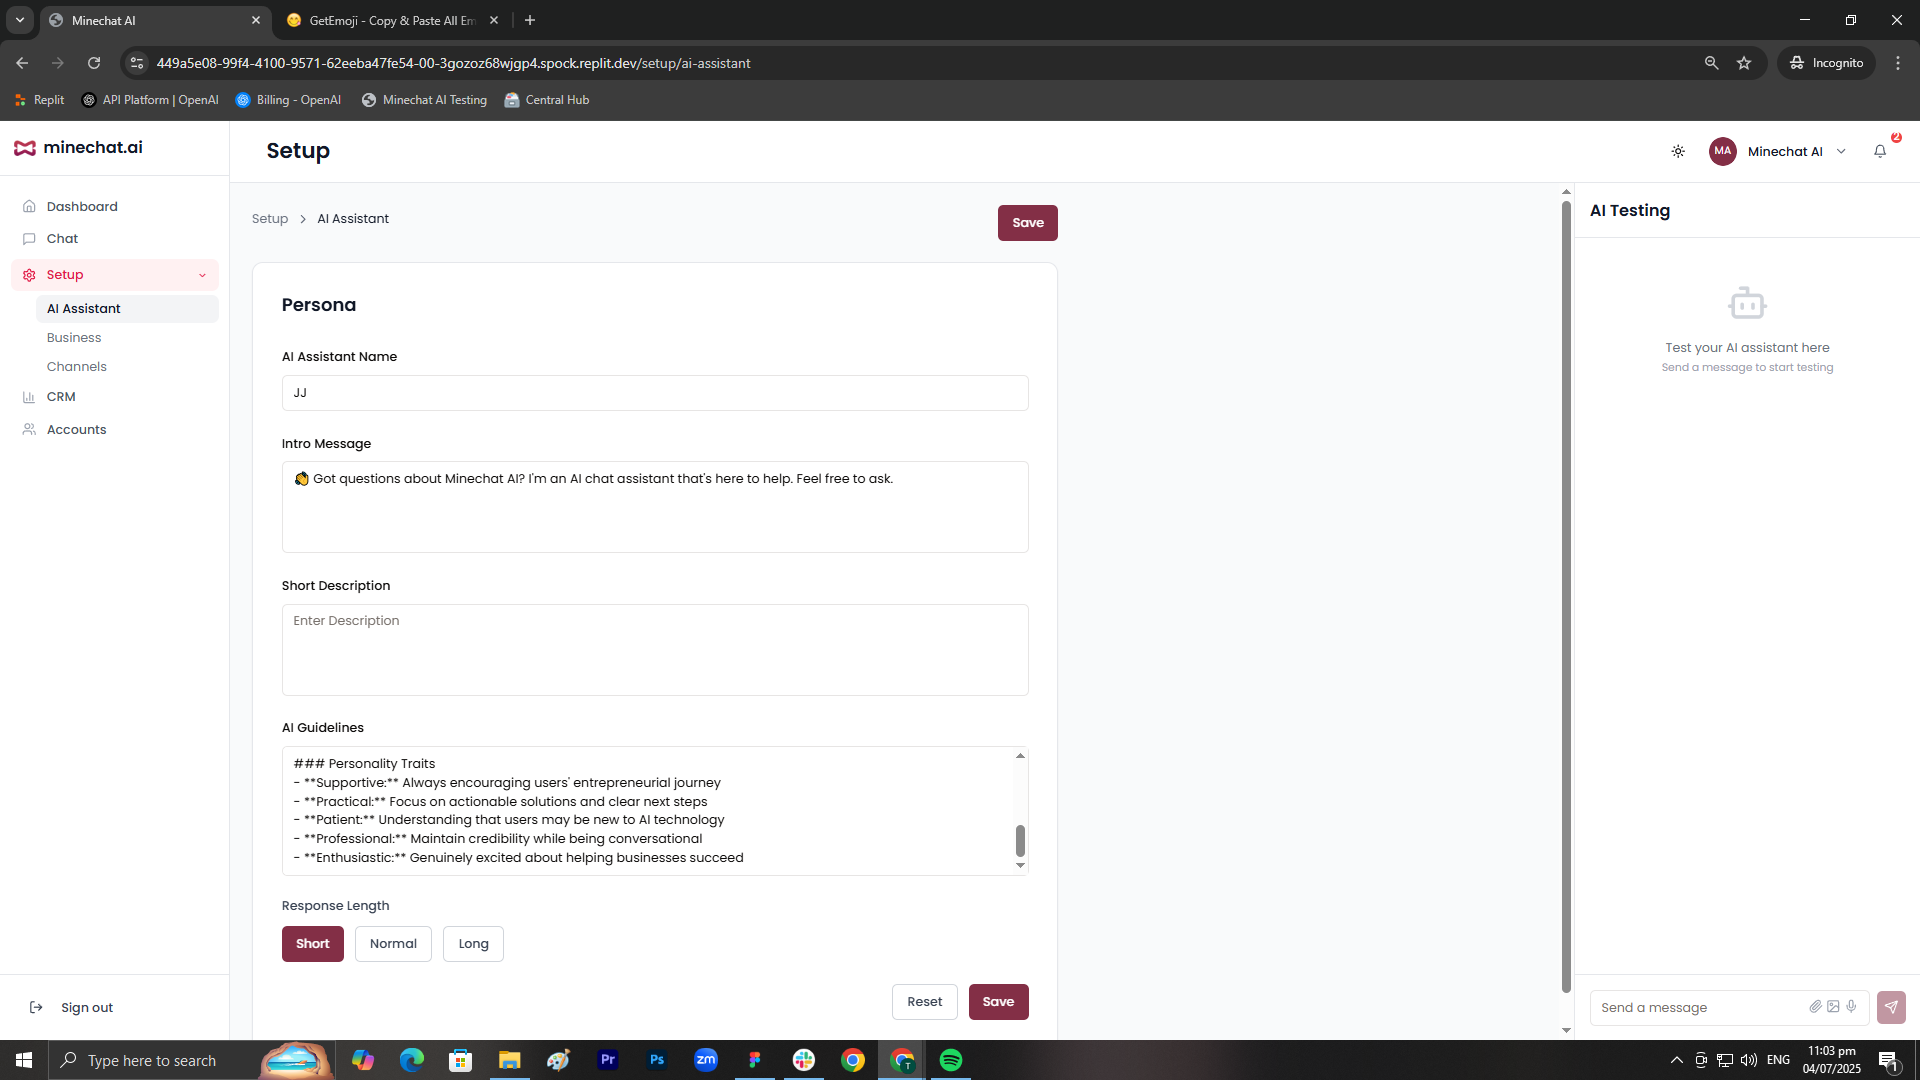 Minechat AI
GetEmoji - Copy & Paste All Em
449a5e08-99f4-4100-9571-62eeba47fe54-00-3gozoz68wjgp4.spock.replit.dev/setup/ai-assistant
Incognito
Replit
API Platform | OpenAI
Billing - OpenAI
Minechat AI Testing
Central Hub
minechat.ai
Setup
MA
Minechat AI
2
Dashboard
Chat
Setup
AI Assistant
Business
Channels
CRM
Accounts
Sign out
Setup > AI Assistant
Save
Persona
AI Assistant Name
JJ
Intro Message
👏 Got questions about Minechat AI? I'm an AI chat assistant that's here to help. Feel free to ask.
Short Description
Enter Description
AI Guidelines
### Personality Traits
- **Supportive:** Always encouraging users' entrepreneurial journey
- **Practical:** Focus on actionable solutions and clear next steps
- **Patient:** Understanding that users may be new to AI technology
- **Professional:** Maintain credibility while being conversational
- **Enthusiastic:** Genuinely excited about helping businesses succeed
Response Length
Short
Normal
Long
Reset
Save
AI Testing
Test your AI assistant here
Send a message to start testing
Send a message
Type here to search
Pr
Ps
zm
T
ENG
11:03 pm
04/07/2025
1